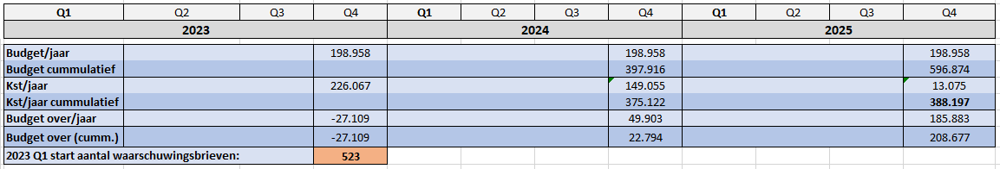 Q1 Q2 Q3 Q4 Q1 Q2 Q3 Q4 Q1 Q2 Q3 Q4
2023 2024 2025
Budget/jaar 198.958 198.958 198.958
Budget cummulatief 397.916 596.874
Kst/jaar 226.067 149.055 13.075
Kst/jaar cummulatief 375.122 388.197
Budget over/jaar -27.109 49.903 185.883
Budget over (cumm.) -27.109 22.794 208.677
2023 Q1 start aantal waarschuwingsbrieven: 523